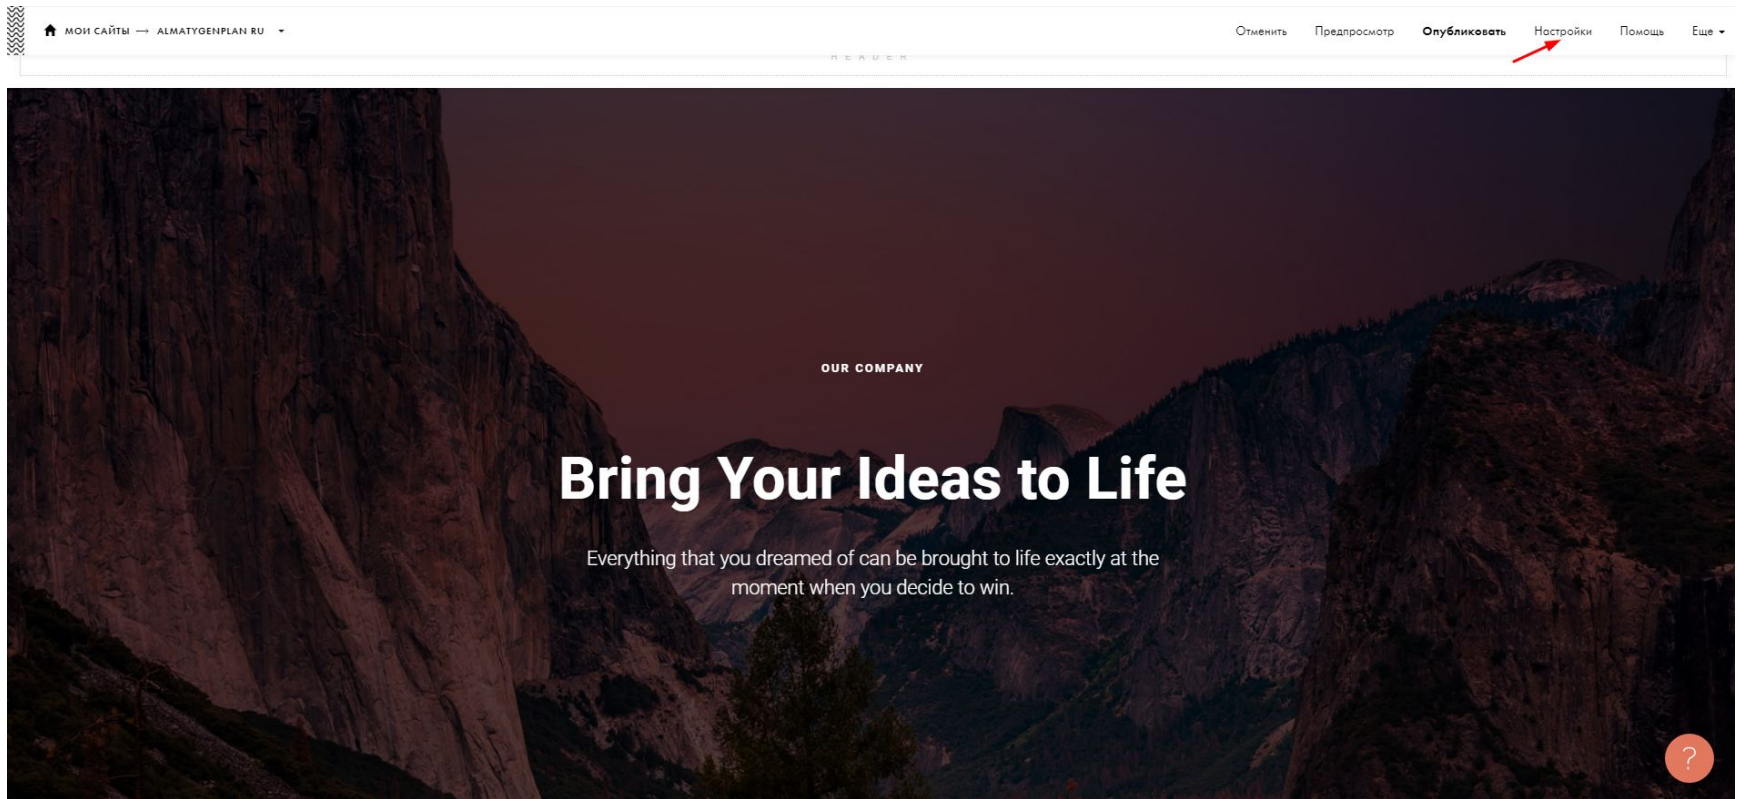 МОИ САЙТЫ → ALMATYGENPLAN RU
Отменить Предпросмотр Опубликовать Настройки Помощь Еще
HEADER
OUR COMPANY
Bring Your Ideas to Life
Everything that you dreamed of can be brought to life exactly at the
moment when you decide to win.
?